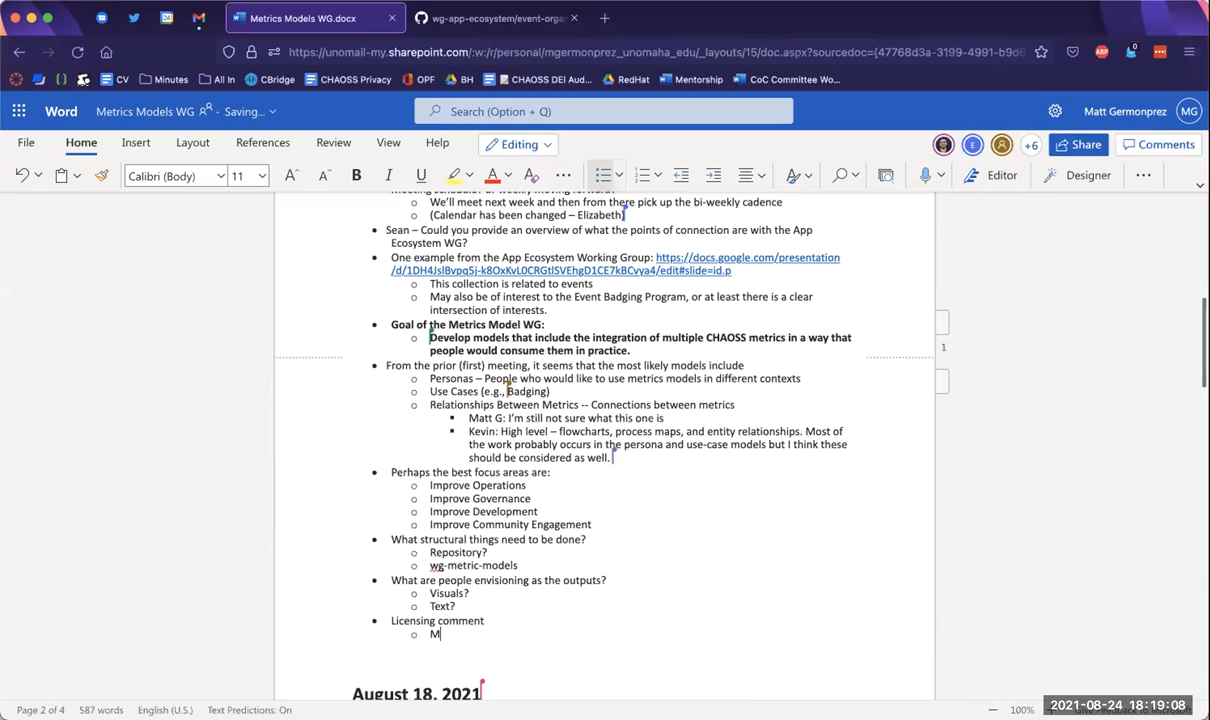 Metrics Models WG.docx
wg-app-ecosystem/event-orga
https://unomail-my.sharepoint.com/:w:/r/personal/mgermonprez_unomaha_edu/_layouts/15/doc.aspx?sourcedoc={47768d3a-3199-4991-b9d6
CV Minutes All In CBridge CHAOSS Privacy OPF BH CHAOSS DEI Aud... RedHat Mentorship CoC Committee Wo...
Word Metrics Models WG - Saving... Search (Option + Q) Matt Germonprez MG
File Home Insert Layout References Review View Help Editing E A +6 Share Comments
Calibri (Body) 11 A A B I U A Editor Designer
We'll meet next week and then from there pick up the bi-weekly cadence
(Calendar has been changed – Elizabeth)
Sean – Could you provide an overview of what the points of connection are with the App
Ecosystem WG?
One example from the App Ecosystem Working Group: https://docs.google.com/presentation
/d/1DH4JslBvpq5j-k8OxKvL0CRGtlSVEhgD1CE7kBCvya4/edit#slide=id.p
This collection is related to events
May also be of interest to the Event Badging Program, or at least there is a clear
intersection of interests.
Goal of the Metrics Model WG:
Develop models that include the integration of multiple CHAOSS metrics in a way that
people would consume them in practice.
1
From the prior (first) meeting, it seems that the most likely models include
Personas – People who would like to use metrics models in different contexts
Use Cases (e.g., Badging)
Relationships Between Metrics -- Connections between metrics
Matt G: I'm still not sure what this one is
Kevin: High level – flowcharts, process maps, and entity relationships. Most of
the work probably occurs in the persona and use-case models but I think these
should be considered as well.
Perhaps the best focus areas are:
Improve Operations
Improve Governance
Improve Development
Improve Community Engagement
What structural things need to be done?
Repository?
wg-metric-models
What are people envisioning as the outputs?
Visuals?
Text?
Licensing comment
M
August 18, 2021
Page 2 of 4 587 words English (U.S.) Text Predictions: On 100%
2021-08-24 18:19:08